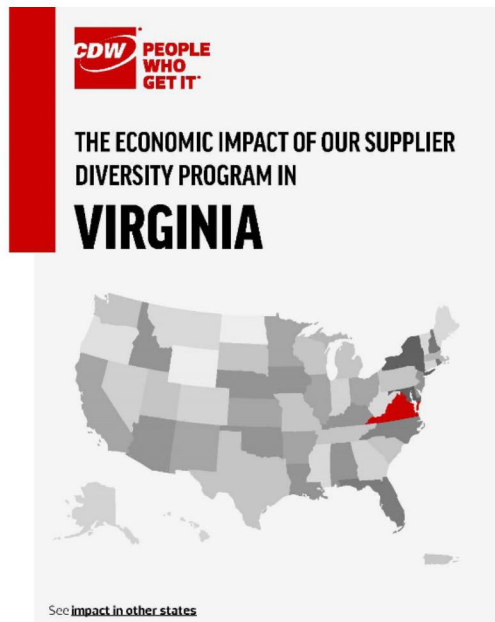 CDW
PEOPLE
WHO
GET IT
THE ECONOMIC IMPACT OF OUR SUPPLIER
DIVERSITY PROGRAM IN
VIRGINIA
See impact in other states